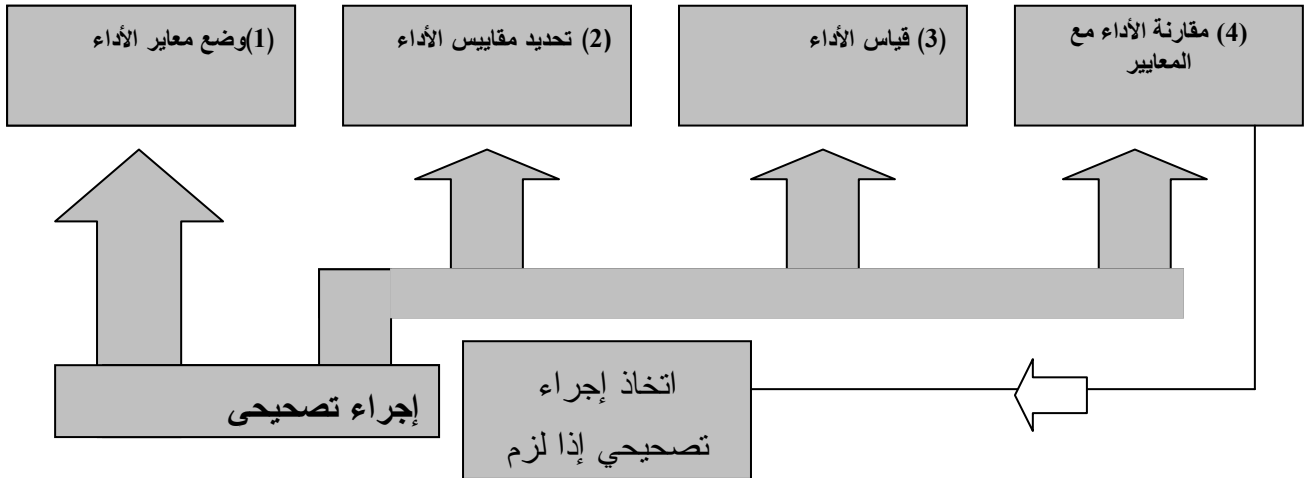 (1)وضع معاير الأداء
(2) تحديد مقاييس الأداء
(3) قياس الأداء
(4) مقارنة الأداء مع
المعايير
إجراء تصحيحى
اتخاذ إجراء
تصحيحي إذا لزم